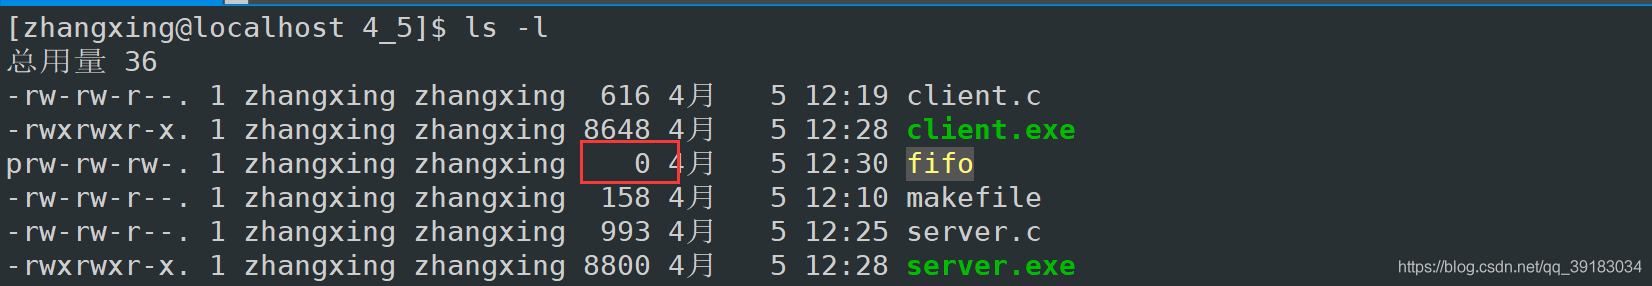 [zhangxing@localhost 4_5]$ ls -l
总用量 36
-rw-rw-r--. 1 zhangxing zhangxing  616 4月   5 12:19 client.c
-rwxrwxr-x. 1 zhangxing zhangxing 8648 4月   5 12:28 client.exe
prw-rw-rw-. 1 zhangxing zhangxing    0 4月   5 12:30 fifo
-rw-rw-r--. 1 zhangxing zhangxing  158 4月   5 12:10 makefile
-rw-rw-r--. 1 zhangxing zhangxing  993 4月   5 12:25 server.c
-rwxrwxr-x. 1 zhangxing zhangxing 8800 4月   5 12:28 server.exe
https://blog.csdn.net/qq_39183034